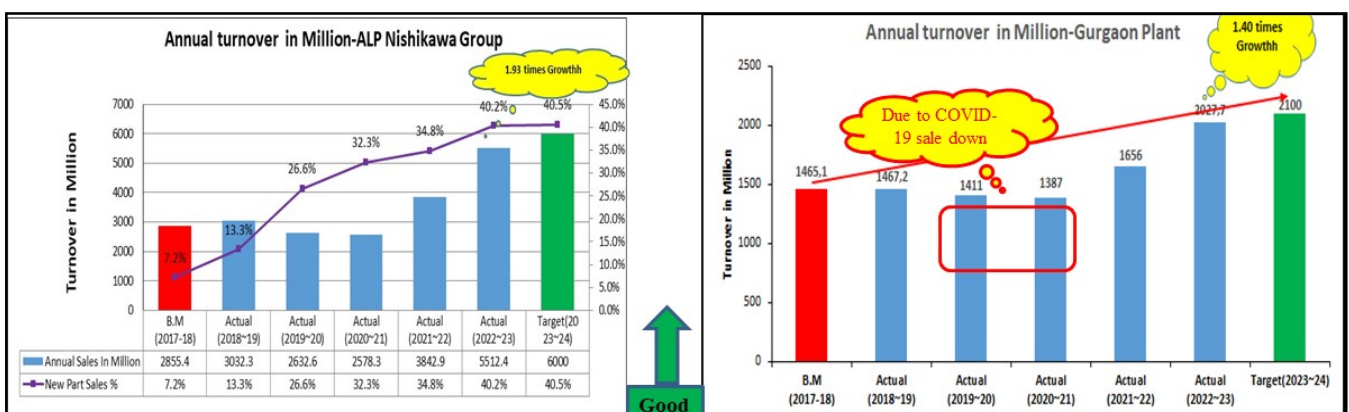 Annual turnover in Million-ALP Nishikawa Group
1.93 times Growthh
Turnover in Million
7000
6000
5000
4000
3000
2000
1000
0
45.0%
40.0%
35.0%
30.0%
25.0%
20.0%
15.0%
10.0%
5.0%
0.0%
7.2%
13.3%
26.6%
32.3%
34.8%
40.2%
40.5%
B.M (2017-18) Actual (2018~19) Actual (2019~20) Actual (2020~21) Actual (2021~22) Actual (2022~23) Target(20 23~24)
Annual Sales In Million 2855.4 3032.3 2632.6 2578.3 3842.9 5512.4 6000
New Part Sales % 7.2% 13.3% 26.6% 32.3% 34.8% 40.2% 40.5%
Good
Annual turnover in Million-Gurgaon Plant
1.40 times
Growthh
Due to COVID-
19 sale down
Turnover in Million
2500
2000
1500
1000
500
0
1465,1
1467,2
1411
1387
1656
2027,7
2100
B.M Actual Actual Actual Actual Actual Target(2023~24)
(2017-18) (2018~19) (2019~20) (2020~21) (2021~22) (2022~23)